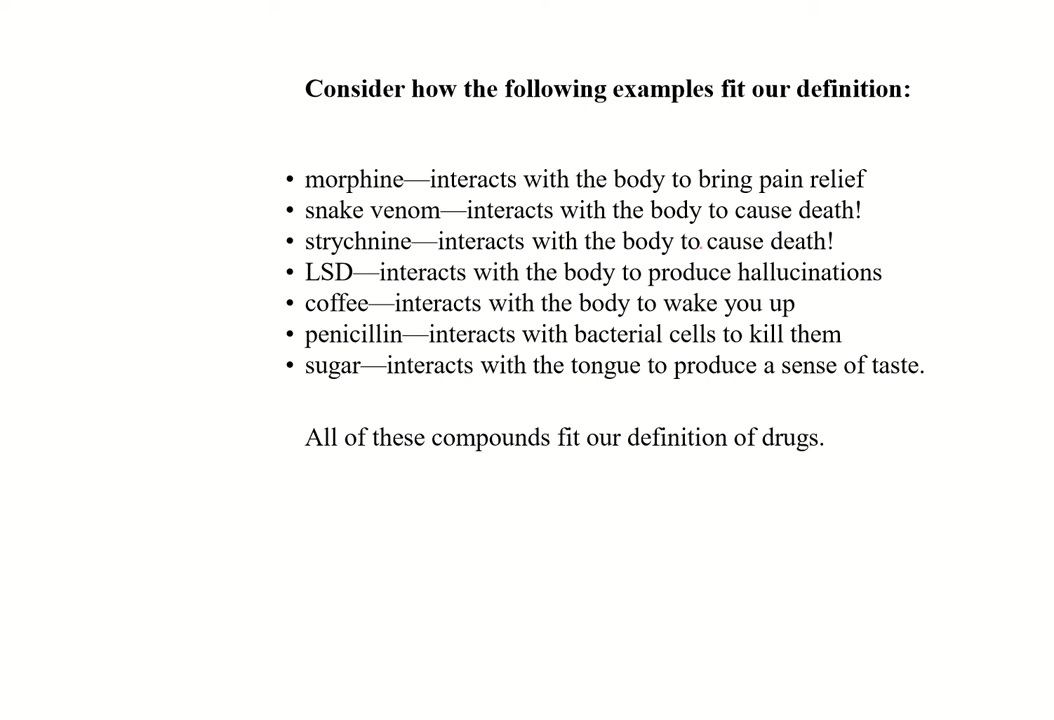 Consider how the following examples fit our definition:
• morphine—interacts with the body to bring pain relief
• snake venom—interacts with the body to cause death!
• strychnine—interacts with the body to cause death!
• LSD—interacts with the body to produce hallucinations
• coffee—interacts with the body to wake you up
• penicillin—interacts with bacterial cells to kill them
• sugar—interacts with the tongue to produce a sense of taste.
All of these compounds fit our definition of drugs.